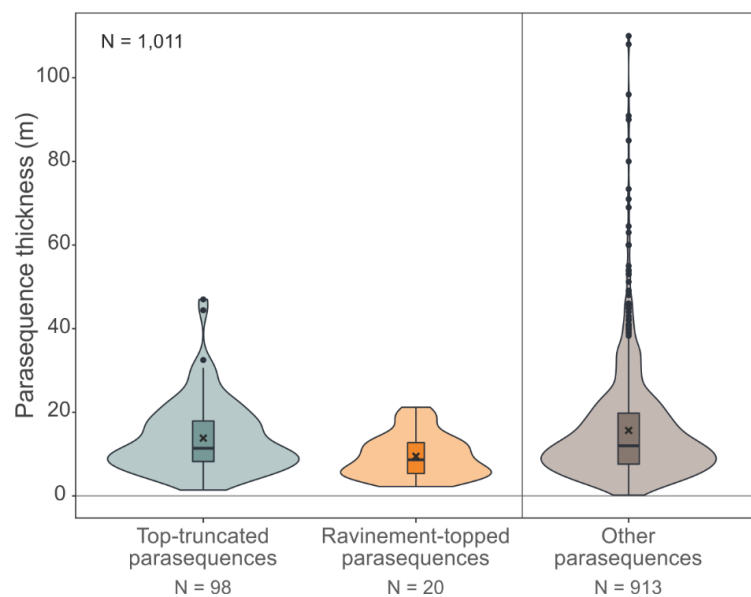 N = 1,011
Parasequence thickness (m)
100
80
60
40
20
0
Top-truncated
parasequences
N = 98
Ravinement-topped
parasequences
N = 20
Other
parasequences
N = 913